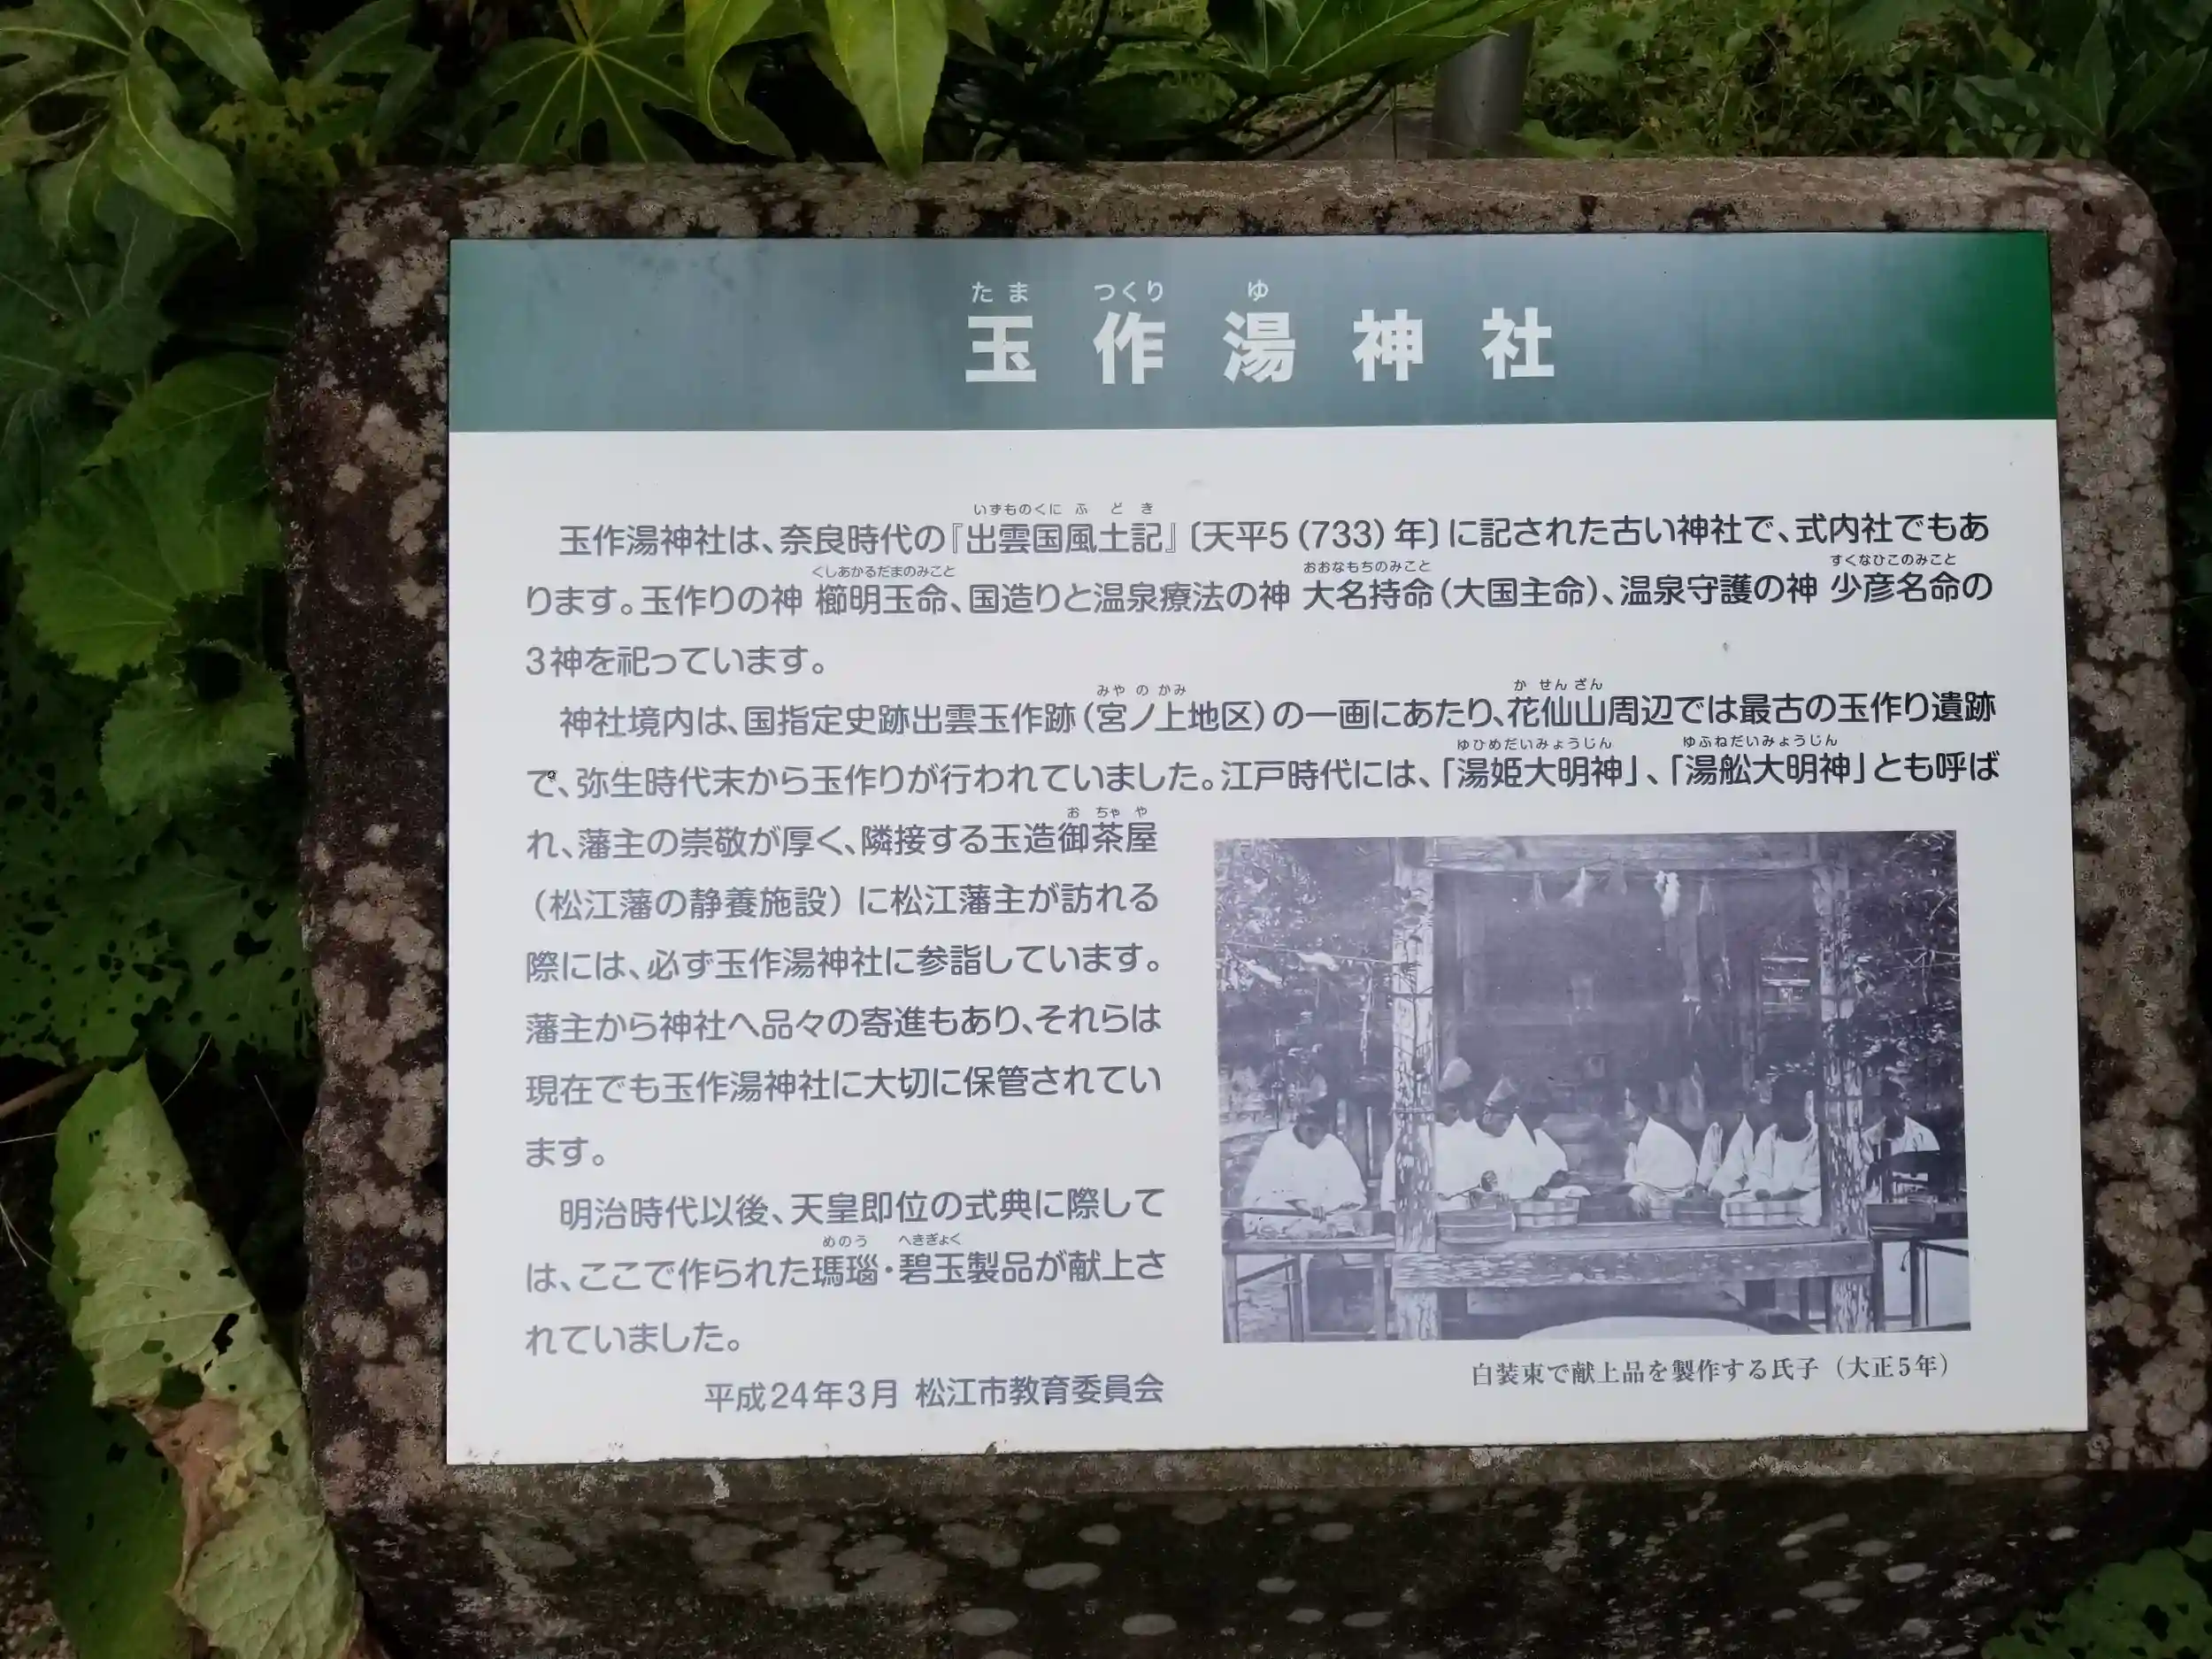 たま つくり ゆ
玉作湯神社
いずものくに ふ ど き
玉作湯神社は、奈良時代の『出雲国風土記』〔天平5(733)年〕に記された古い神社で、式内社でもあ
くしあかるだまのみこと おおなもちのみこと すくなひこのみこと
ります。玉作りの神 櫛明玉命、国造りと温泉療法の神 大名持命(大国主命)、温泉守護の神 少彦名命の
3神を祀っています。
みや の かみ か せん ざん
神社境内は、国指定史跡出雲玉作跡(宮ノ上地区)の一画にあたり、花仙山周辺では最古の玉作り遺跡
ゆひめだいみょうじん ゆふねだいみょうじん
で、弥生時代末から玉作りが行われていました。江戸時代には、「湯姫大明神」、「湯舩大明神」とも呼ば
お ちゃ や
れ、藩主の崇敬が厚く、隣接する玉造御茶屋
(松江藩の静養施設)に松江藩主が訪れる
際には、必ず玉作湯神社に参詣しています。
藩主から神社へ品々の寄進もあり、それらは
現在でも玉作湯神社に大切に保管されてい
ます。
明治時代以後、天皇即位の式典に際して
めのう へきぎょく
は、ここで作られた瑪瑙・碧玉製品が献上さ
れていました。
平成24年3月 松江市教育委員会
白装束で献上品を製作する氏子(大正5年)